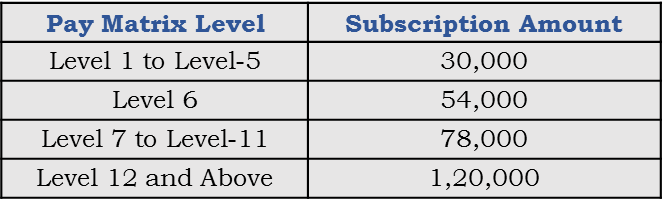 Pay Matrix Level Subscription Amount
Level 1 to Level-5 30,000
Level 6 54,000
Level 7 to Level-11 78,000
Level 12 and Above 1,20,000